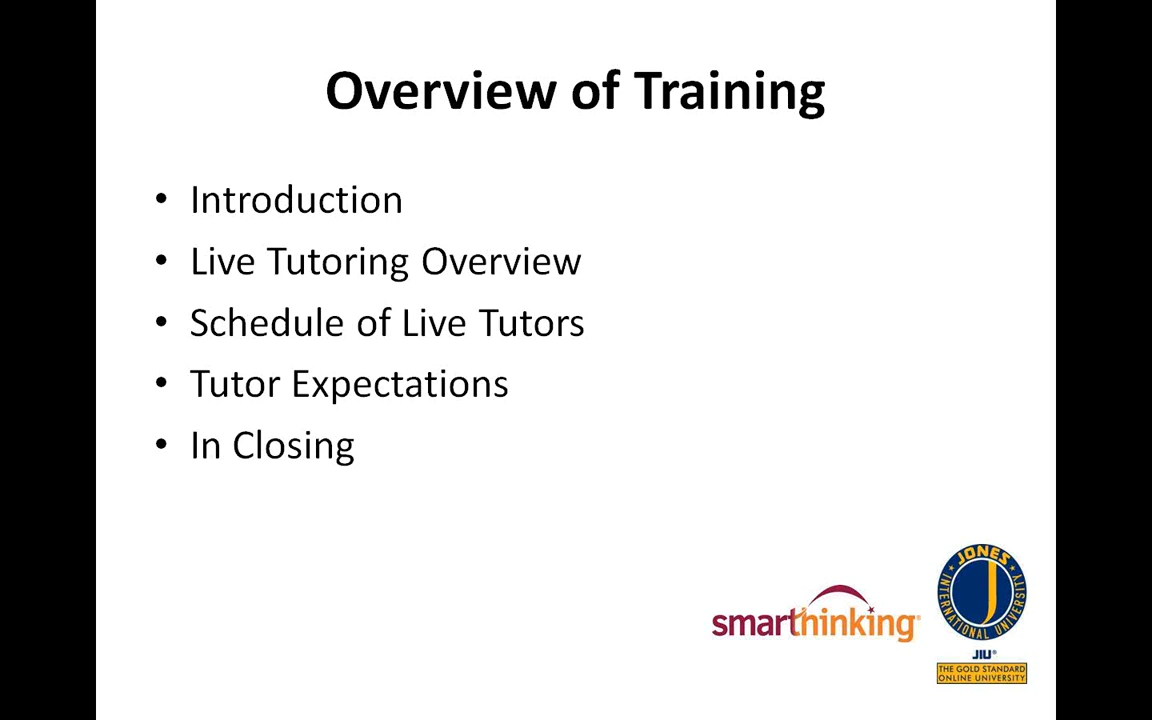 Overview of Training
• Introduction
• Live Tutoring Overview
• Schedule of Live Tutors
• Tutor Expectations
• In Closing
smarthinking®
JONES
INTERNATIONAL UNIVERSITY
J
JIU®
THE GOLD STANDARD
ONLINE UNIVERSITY